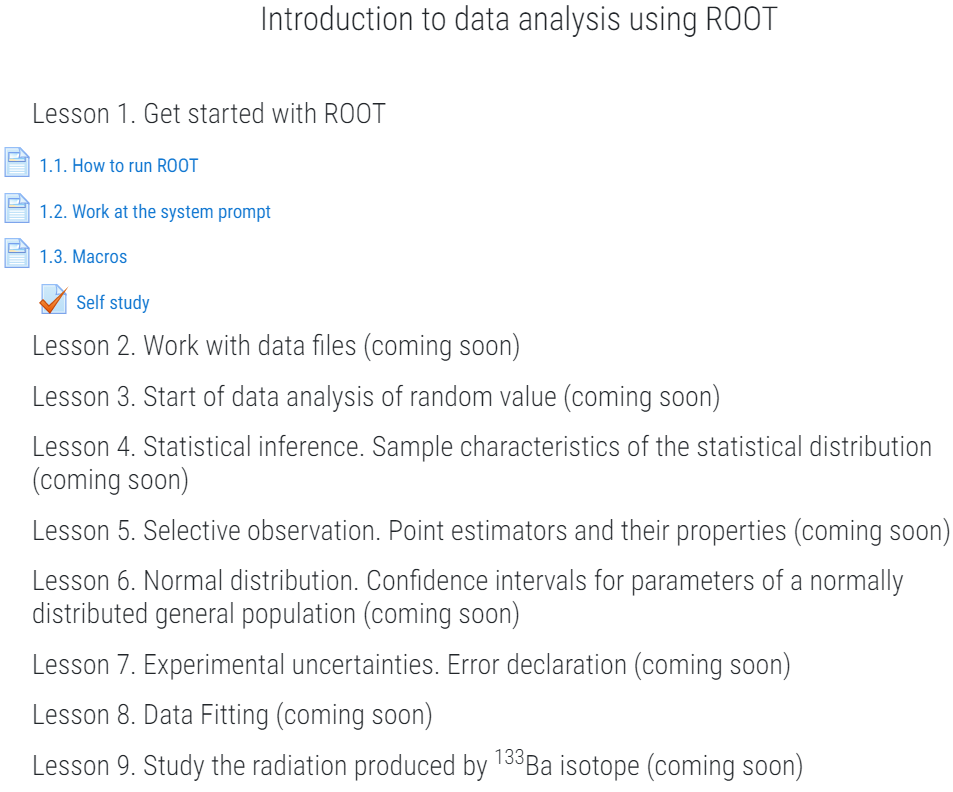 Introduction to data analysis using ROOT
Lesson 1. Get started with ROOT
1.1. How to run ROOT
1.2. Work at the system prompt
1.3. Macros
Self study
Lesson 2. Work with data files (coming soon)
Lesson 3. Start of data analysis of random value (coming soon)
Lesson 4. Statistical inference. Sample characteristics of the statistical distribution
(coming soon)
Lesson 5. Selective observation. Point estimators and their properties (coming soon)
Lesson 6. Normal distribution. Confidence intervals for parameters of a normally
distributed general population (coming soon)
Lesson 7. Experimental uncertainties. Error declaration (coming soon)
Lesson 8. Data Fitting (coming soon)
Lesson 9. Study the radiation produced by ¹³³Ba isotope (coming soon)